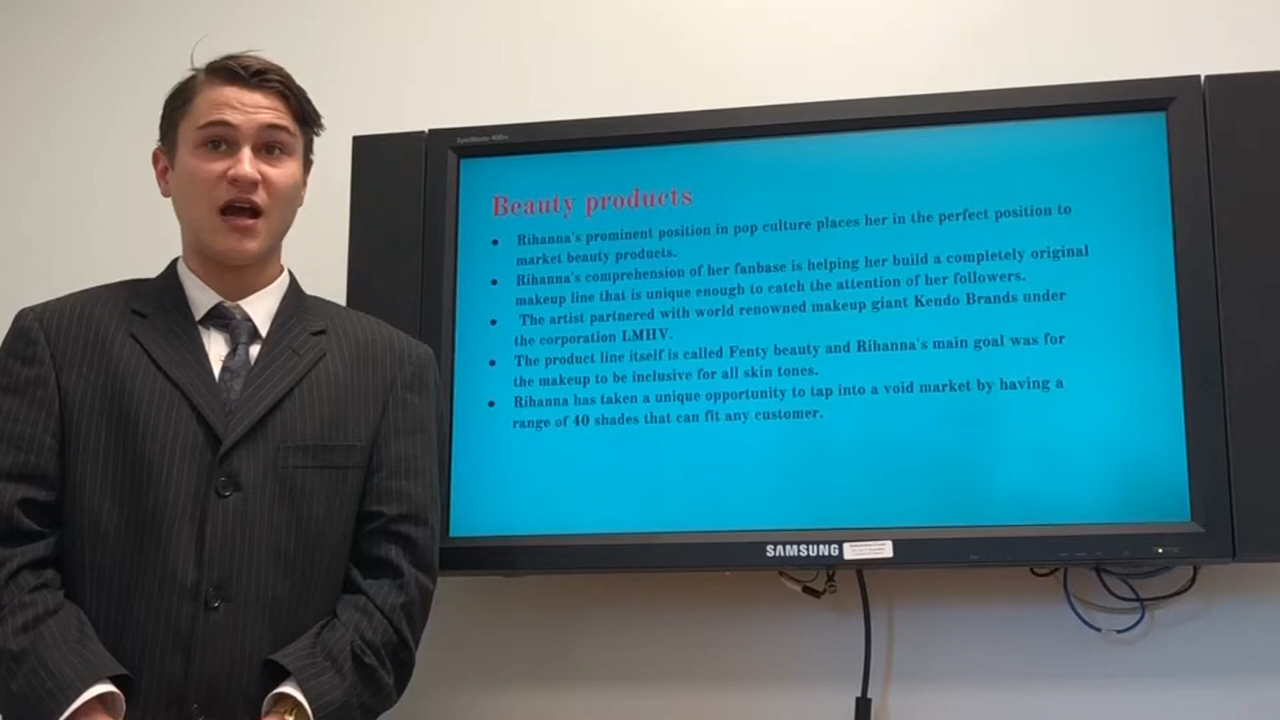 Beauty products
● Rihanna's prominent position in pop culture places her in the perfect position to
market beauty products.
● Rihanna's comprehension of her fanbase is helping her build a completely original
makeup line that is unique enough to catch the attention of her followers.
● The artist partnered with world renowned makeup giant Kendo Brands under
the corporation LMHV.
● The product line itself is called Fenty beauty and Rihanna's main goal was for
the makeup to be inclusive for all skin tones.
● Rihanna has taken a unique opportunity to tap into a void market by having a
range of 40 shades that can fit any customer.
SAMSUNG